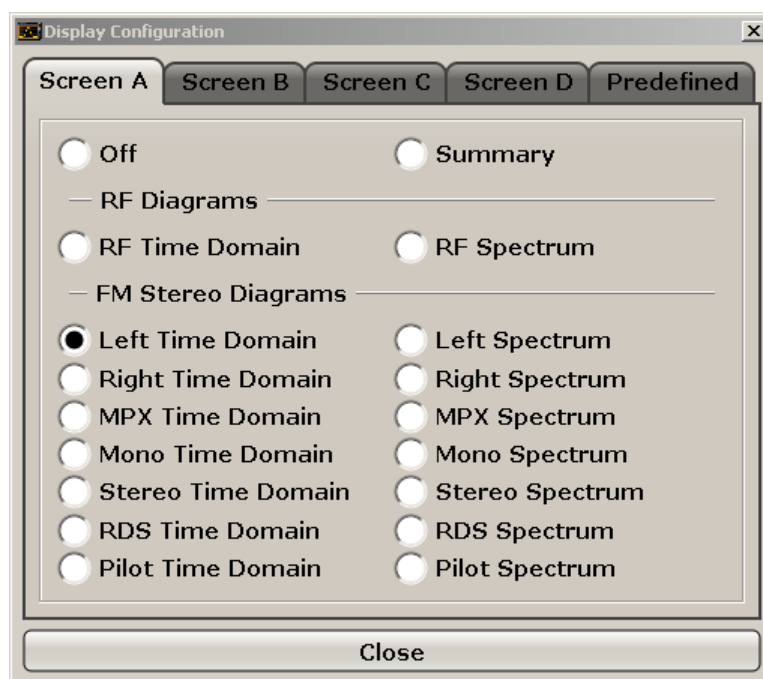 Display Configuration
Screen A Screen B Screen C Screen D Predefined
Off Summary
RF Diagrams
RF Time Domain RF Spectrum
FM Stereo Diagrams
Left Time Domain Left Spectrum
Right Time Domain Right Spectrum
MPX Time Domain MPX Spectrum
Mono Time Domain Mono Spectrum
Stereo Time Domain Stereo Spectrum
RDS Time Domain RDS Spectrum
Pilot Time Domain Pilot Spectrum
Close